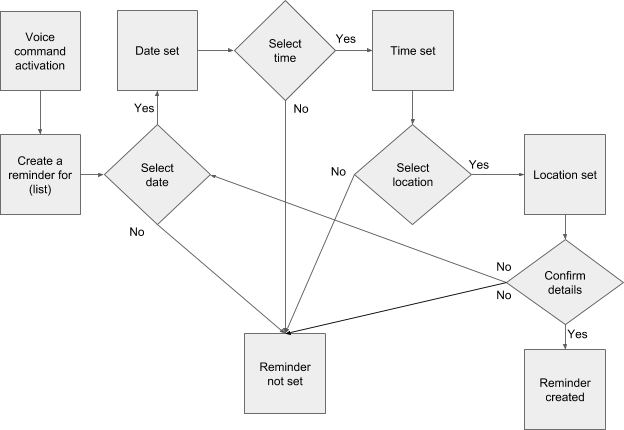 Voice
command
activation
Create a
reminder for
(list)
Select
date
Yes
No
Date set
Select
time
Yes
No
Time set
Select
location
No
Yes
Location set
Confirm
details
No
No
Yes
Reminder
not set
Reminder
created